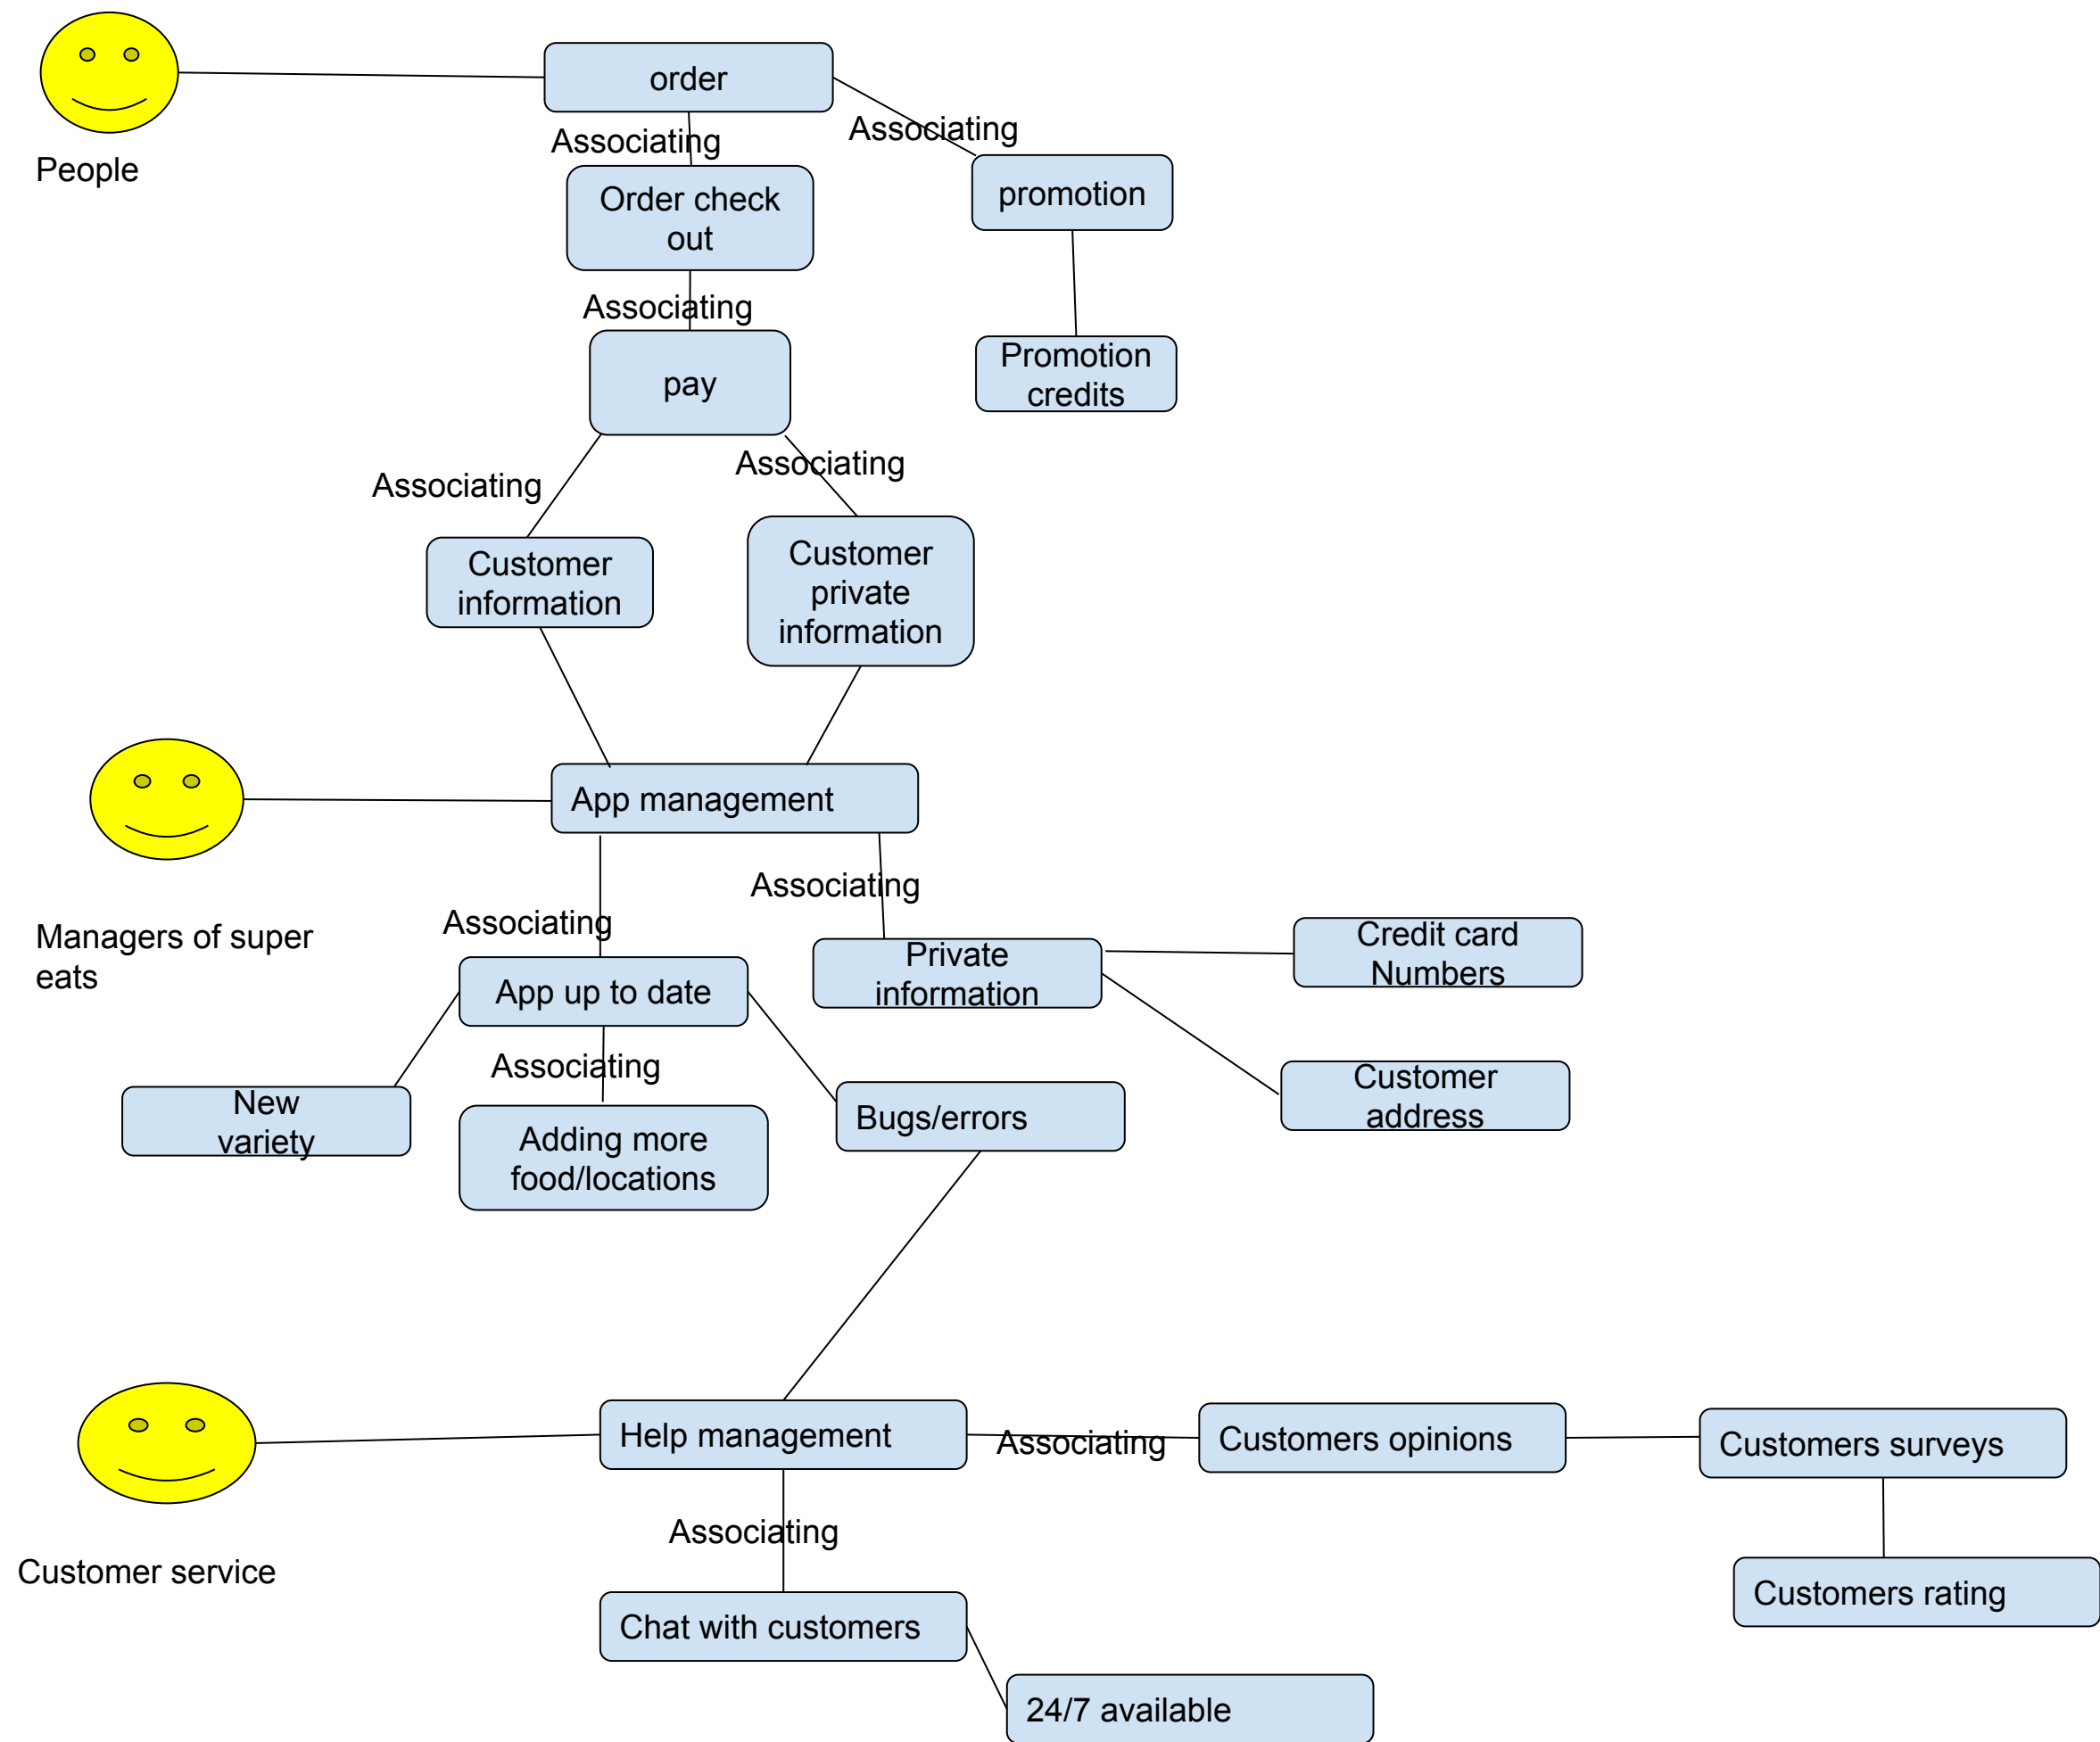 order
Associating
Associating
People
Order check
out
promotion
Associating
pay
Promotion
credits
Associating
Associating
Customer
information
Customer
private
information
App management
Associating
Associating
Managers of super
eats
App up to date
Private
information
Credit card
Numbers
Associating
New
variety
Adding more
food/locations
Bugs/errors
Customer
address
Help management
Associating
Customers opinions
Customers surveys
Associating
Customer service
Chat with customers
Customers rating
24/7 available